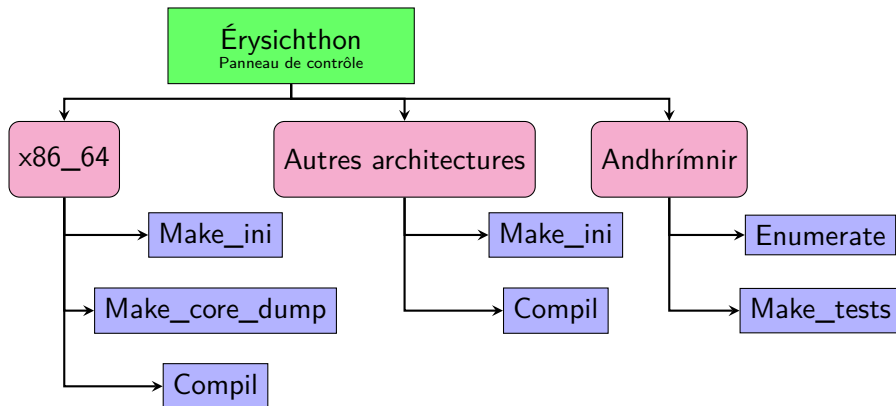 Érysichthon
Panneau de contrôle
x86_64
Autres architectures
Andhrímnir
Make_ini
Make_ini
Enumerate
Make_core_dump
Compil
Make_tests
Compil